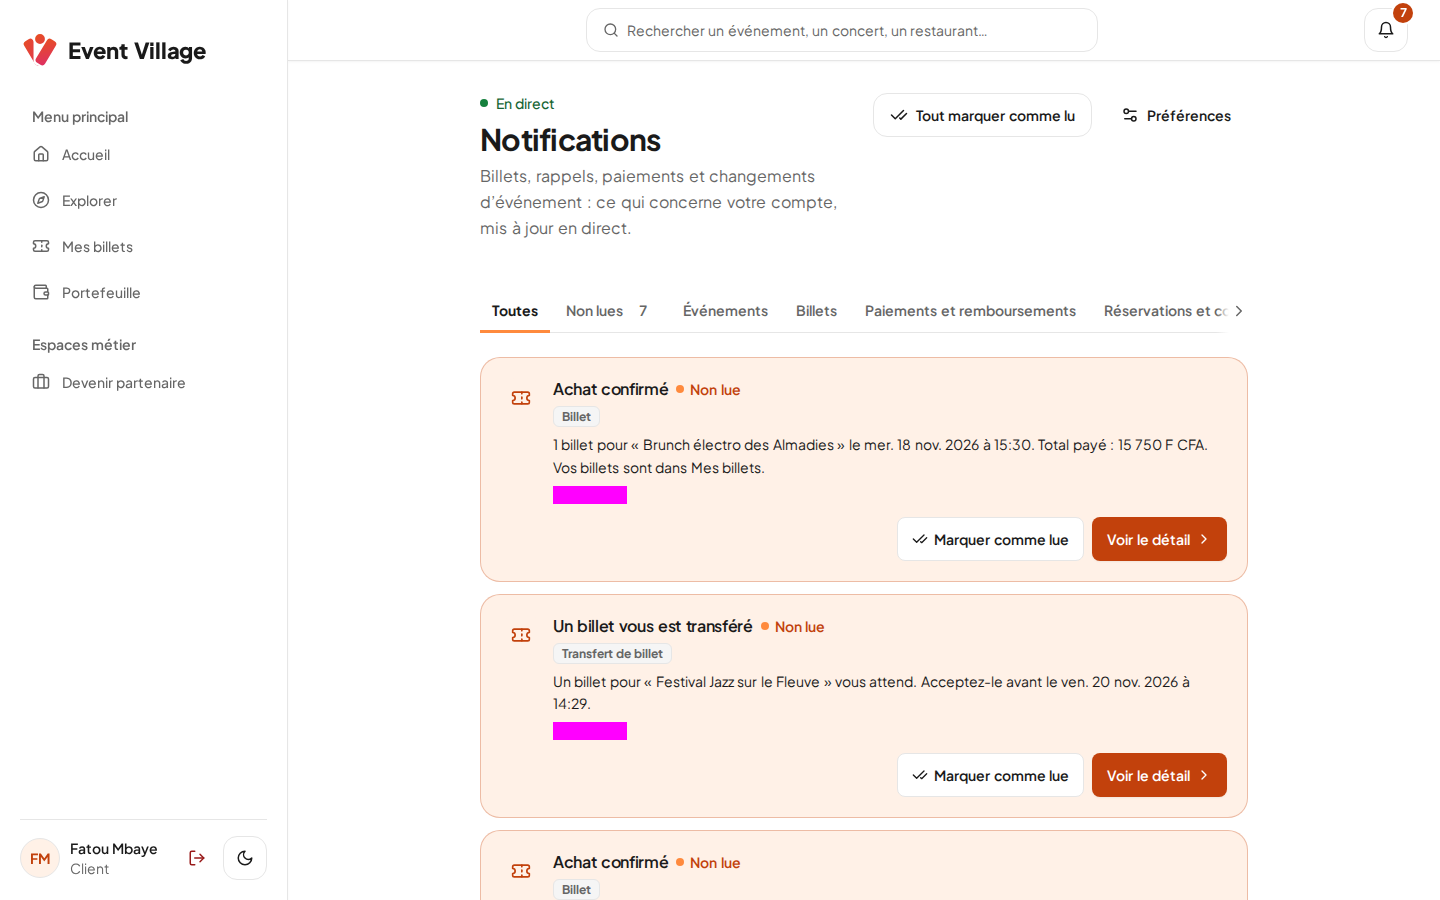 Event Village
Menu principal
Accueil
Explorer
Mes billets
Portefeuille
Espaces métier
Devenir partenaire
FM
Fatou Mbaye
Client
Rechercher un événement, un concert, un restaurant…
7
En direct
Notifications
Billets, rappels, paiements et changements
d’événement : ce qui concerne votre compte,
mis à jour en direct.
Tout marquer comme lu
Préférences
Toutes
Non lues 7
Événements
Billets
Paiements et remboursements
Réservations et
Achat confirmé
Non lue
Billet
1 billet pour « Brunch électro des Almadies » le mer. 18 nov. 2026 à 15:30. Total payé : 15 750 F CFA.
Vos billets sont dans Mes billets.
Marquer comme lue
Voir le détail
Un billet vous est transféré
Non lue
Transfert de billet
Un billet pour « Festival Jazz sur le Fleuve » vous attend. Acceptez-le avant le ven. 20 nov. 2026 à
14:29.
Marquer comme lue
Voir le détail
Achat confirmé
Non lue
Billet